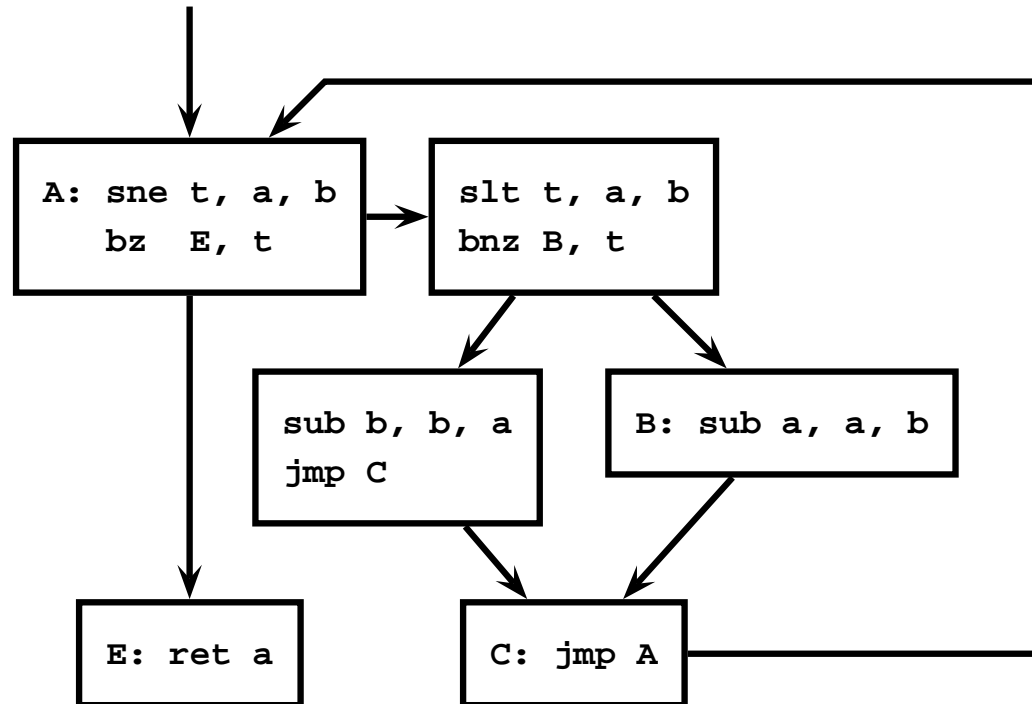 A: sne t, a, b
bz E, t
slt t, a, b
bnz B, t
sub b, b, a
jmp C
B: sub a, a, b
E: ret a
C: jmp A